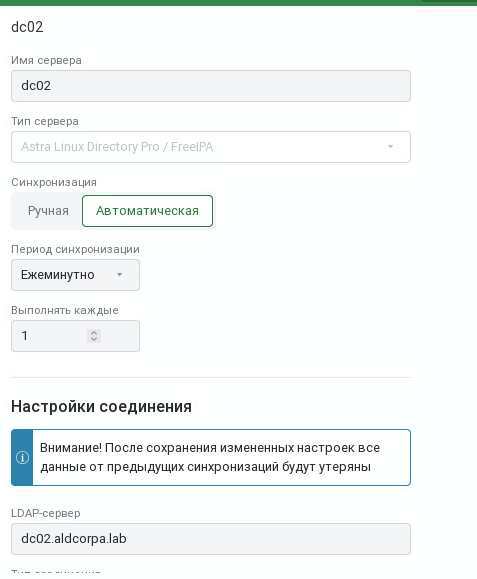 dc02
Имя сервера
dc02
Тип сервера
Astra Linux Directory Pro / FreeIPA
Синхронизация
Ручная Автоматическая
Период синхронизации
Ежеминутно
Выполнять каждые
1
Настройки соединения
Внимание! После сохранения измененных настроек все
данные от предыдущих синхронизаций будут утеряны
LDAP-сервер
dc02.aldcorpa.lab
Тип соединения